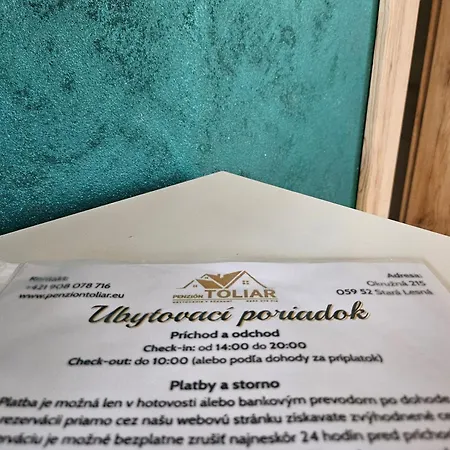 Kontakt:
+421 908 078 716
www.penziontoliar.eu
PENZIÓN TOLIAR
Adresa:
Okružná 215
059 52 Stará Lesná
Ubytovací poriadok
Príchod a odchod
Check-in: od 14:00 do 20:00
Check-out: do 10:00 (alebo podľa dohody za príplatok)
Platby a storno
Platba je možná len v hotovosti alebo bankovým prevodom po dohode
rezervácii priamo cez našu webovú stránku získavate zvýhodnené
erváciu je možné bezplatne zrušiť najneskôr 24 hodín pred